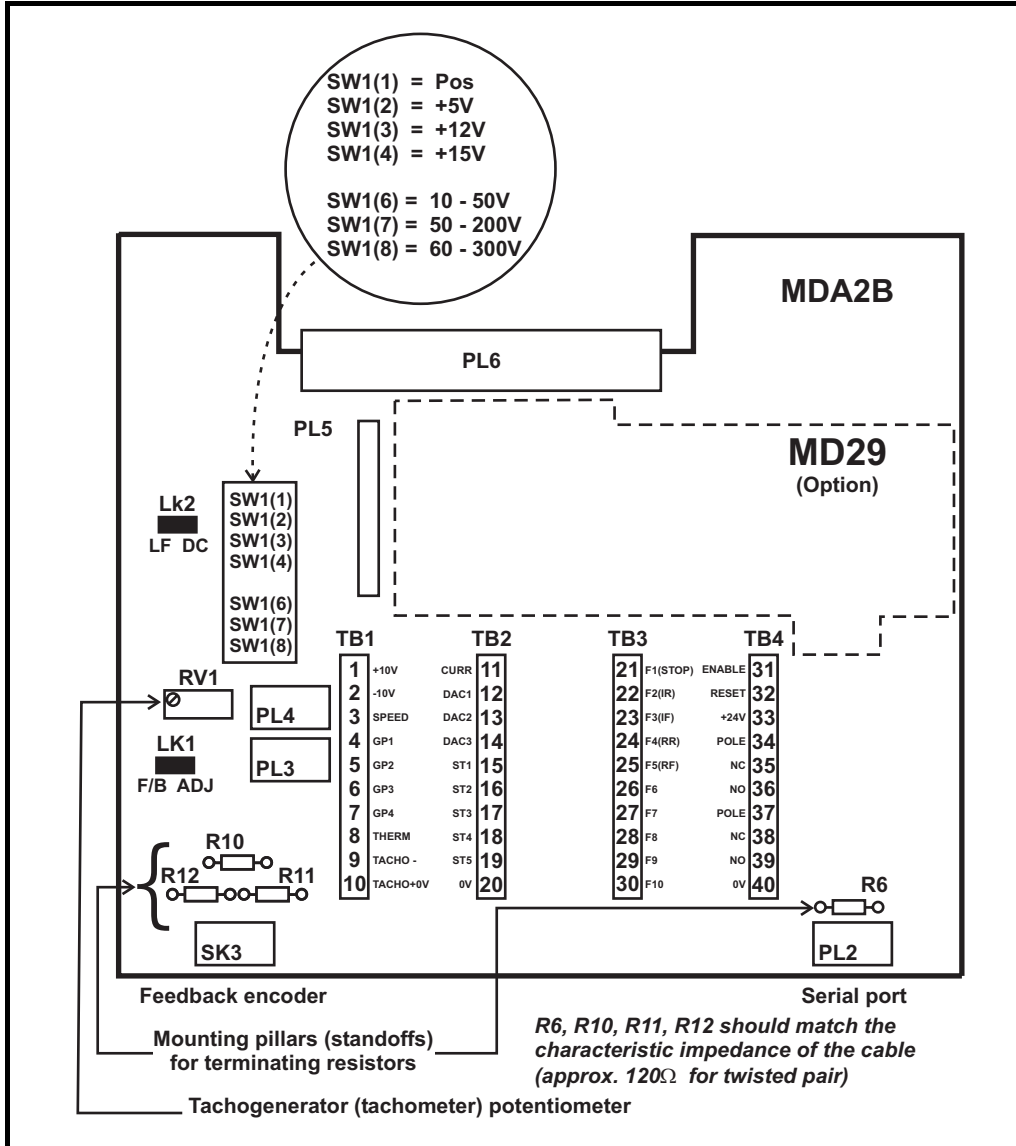 SW1(1) = Pos
SW1(2) = +5V
SW1(3) = +12V
SW1(4) = +15V
SW1(6) = 10 - 50V
SW1(7) = 50 - 200V
SW1(8) = 60 - 300V
MDA2B
PL6
PL5
MD29
(Option)
Lk2
LF DC
SW1(1)
SW1(2)
SW1(3)
SW1(4)
SW1(6)
SW1(7)
SW1(8)
RV1
PL4
LK1
F/B ADJ
PL3
TB1
1 +10V
2 -10V
3 SPEED
4 GP1
5 GP2
6 GP3
7 GP4
8 THERM
9 TACHO -
10 TACHO+0V
TB2
CURR 11
DAC1 12
DAC2 13
DAC3 14
ST1 15
ST2 16
ST3 17
ST4 18
ST5 19
0V 20
TB3
21 F1(STOP)
22 F2(IR)
23 F3(IF)
24 F4(RR)
25 F5(RF)
26 F6
27 F7
28 F8
29 F9
30 F10
TB4
ENABLE 31
RESET 32
+24V 33
POLE 34
NC 35
NO 36
POLE 37
NC 38
NO 39
0V 40
R10
R12
R11
SK3
R6
PL2
Feedback encoder
Serial port
Mounting pillars (standoffs)
for terminating resistors
R6, R10, R11, R12 should match the
characteristic impedance of the cable
(approx. 120Ω for twisted pair)
Tachogenerator (tachometer) potentiometer